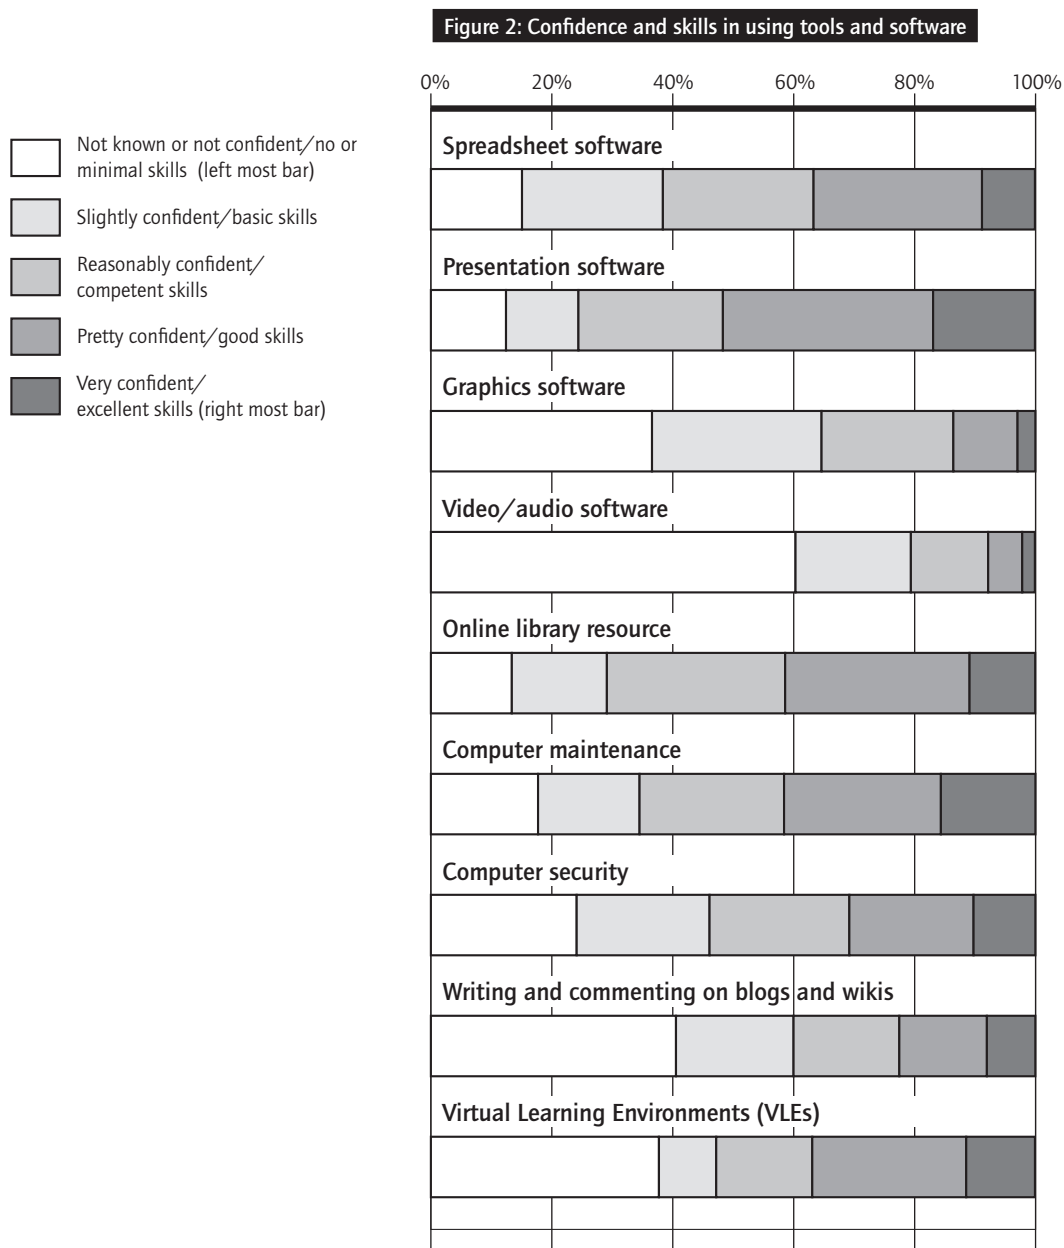 Figure 2: Confidence and skills in using tools and software
0% 20% 40% 60% 80% 100%
Not known or not confident/no or
minimal skills (left most bar)
Slightly confident/basic skills
Reasonably confident/
competent skills
Pretty confident/good skills
Very confident/
excellent skills (right most bar)
Spreadsheet software
Presentation software
Graphics software
Video/audio software
Online library resource
Computer maintenance
Computer security
Writing and commenting on blogs and wikis
Virtual Learning Environments (VLEs)